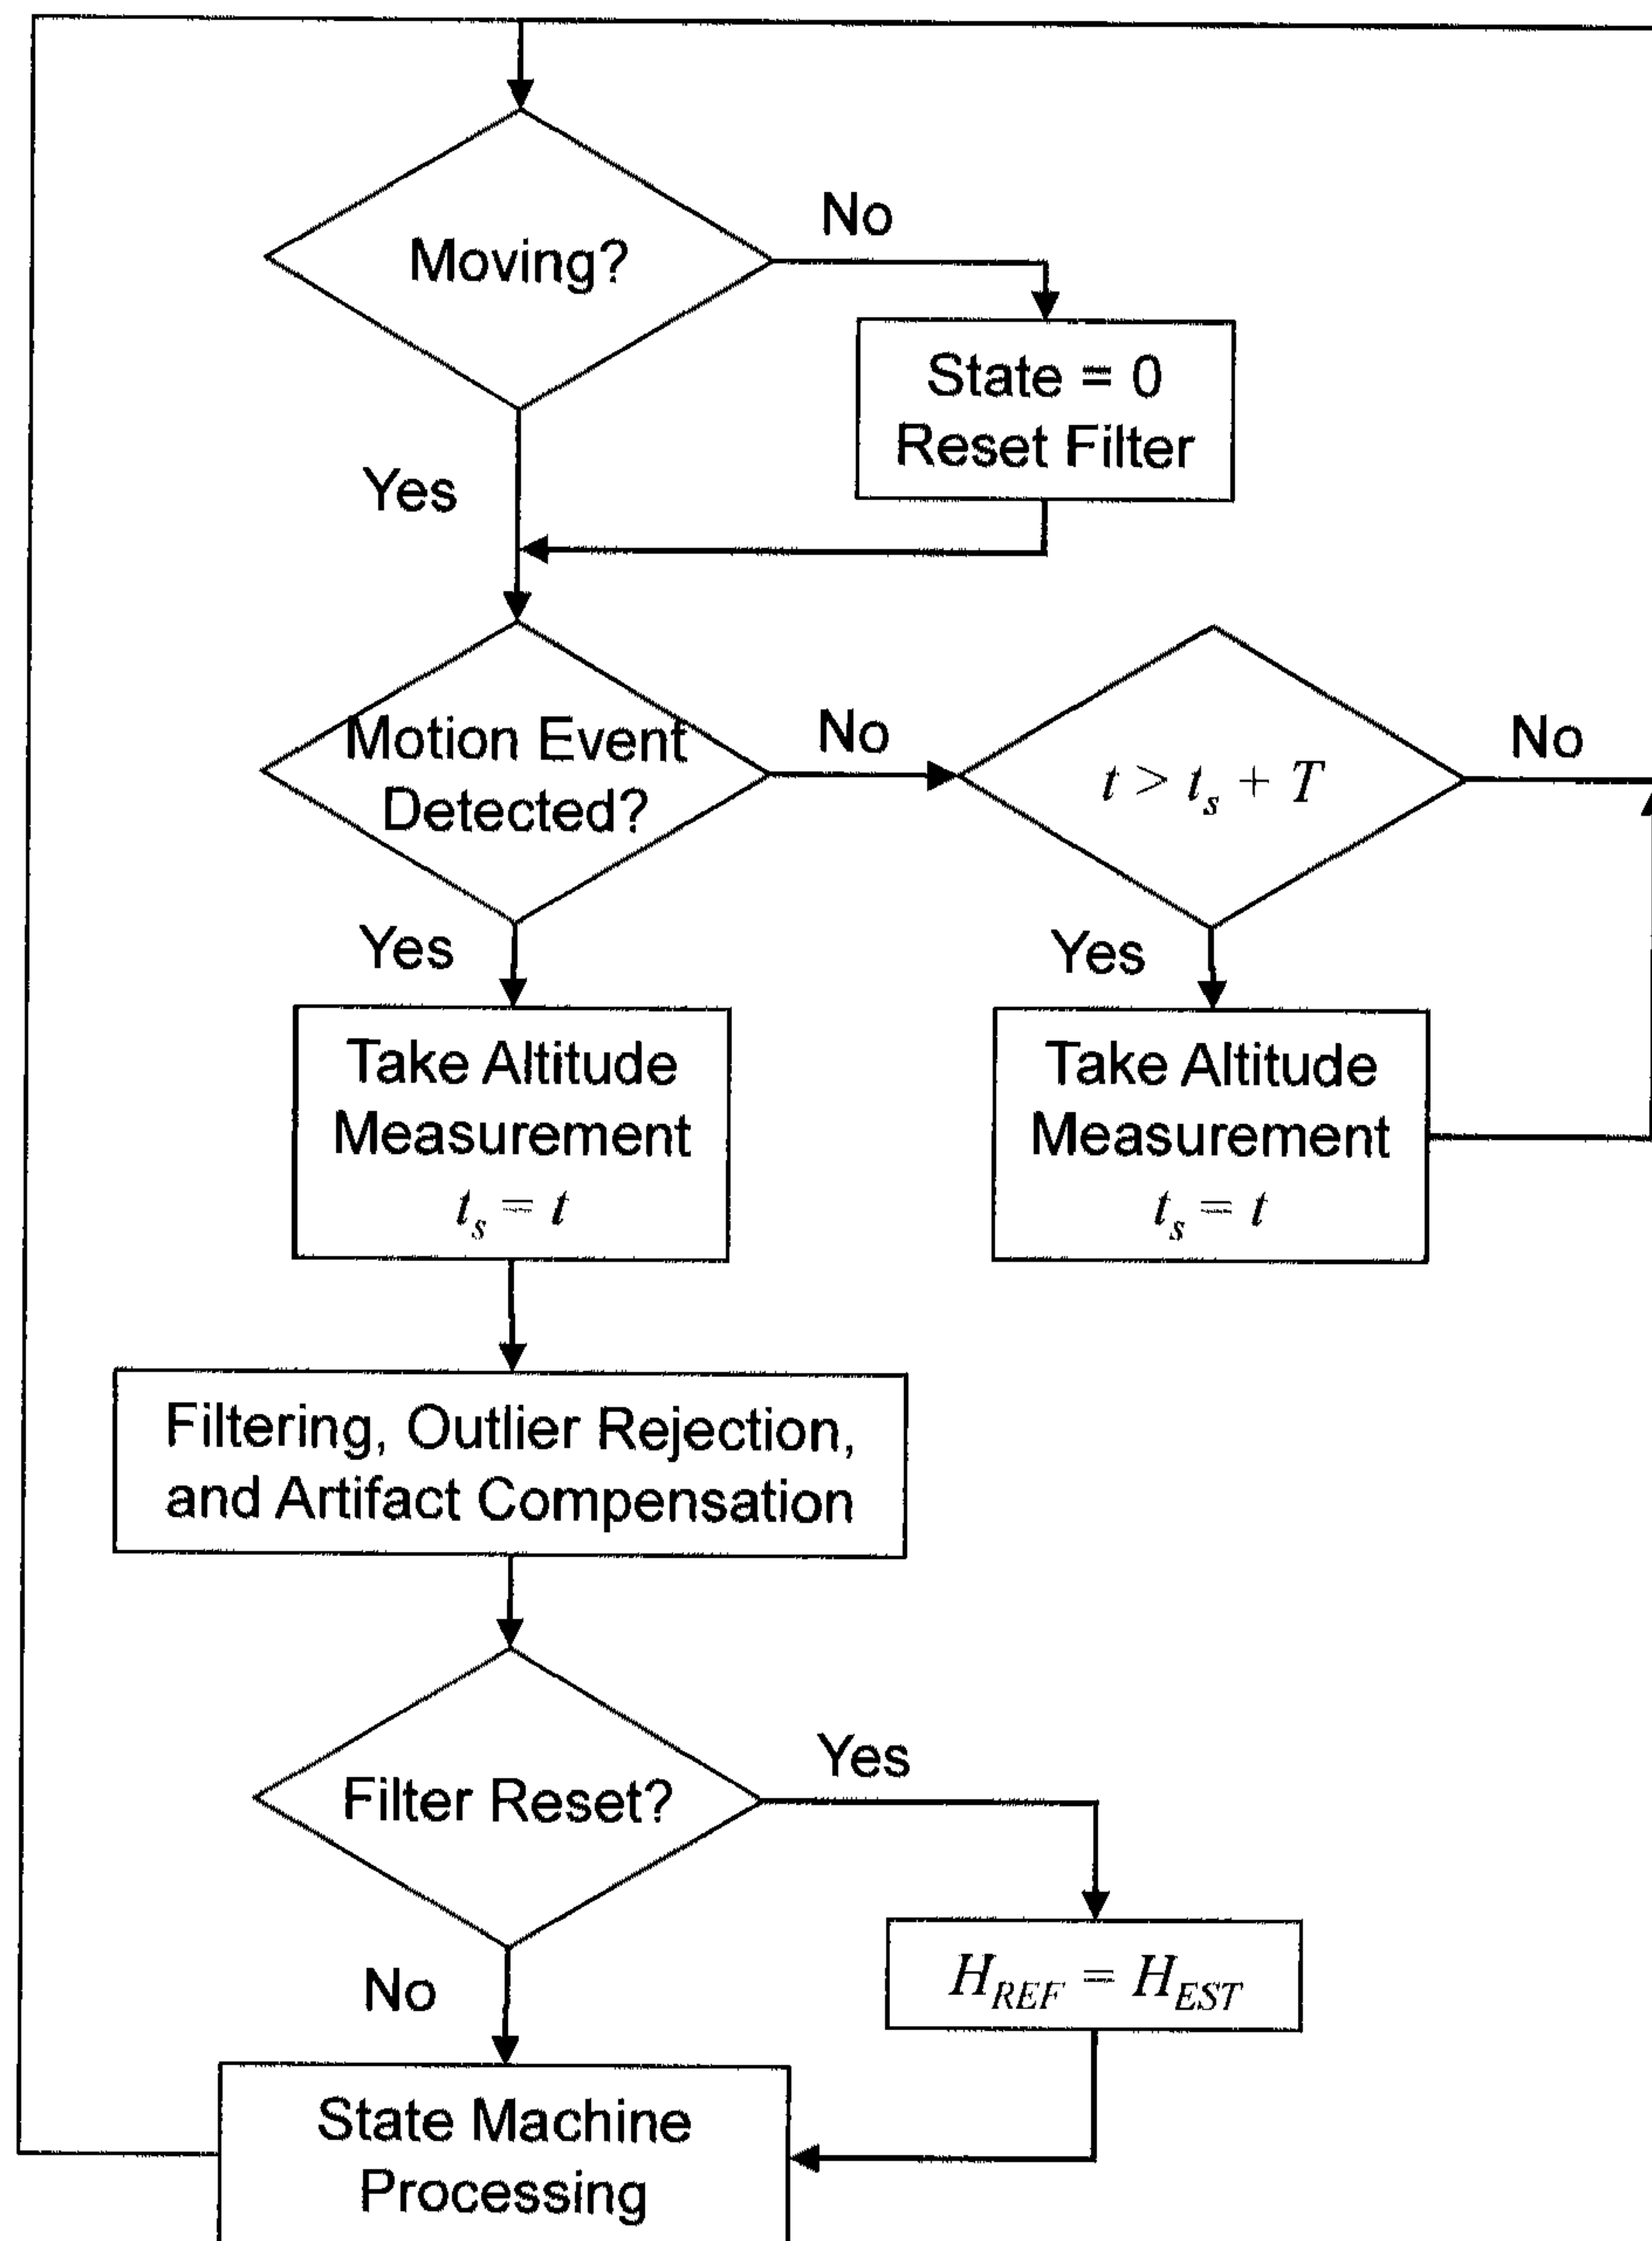 Moving?
No
State = 0
Reset Filter
Yes
Motion Event
Detected?
No
t > t_s + T
No
Yes
Take Altitude
Measurement
t_s = t
Yes
Take Altitude
Measurement
t_s = t
Filtering, Outlier Rejection,
and Artifact Compensation
Filter Reset?
Yes
H_REF = H_EST
No
State Machine
Processing